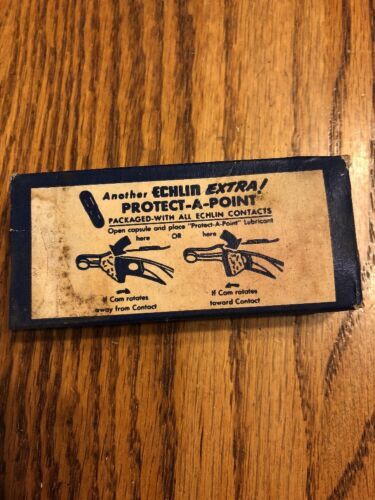 Another ECHLIN EXTRA!
PROTECT-A-POINT
PACKAGED-WITH ALL ECHLIN CONTACTS
Open capsule and place "Protect-A-Point" Lubricant
here OR here
If Cam rotates
away from Contact
If Cam rotates
toward Contact